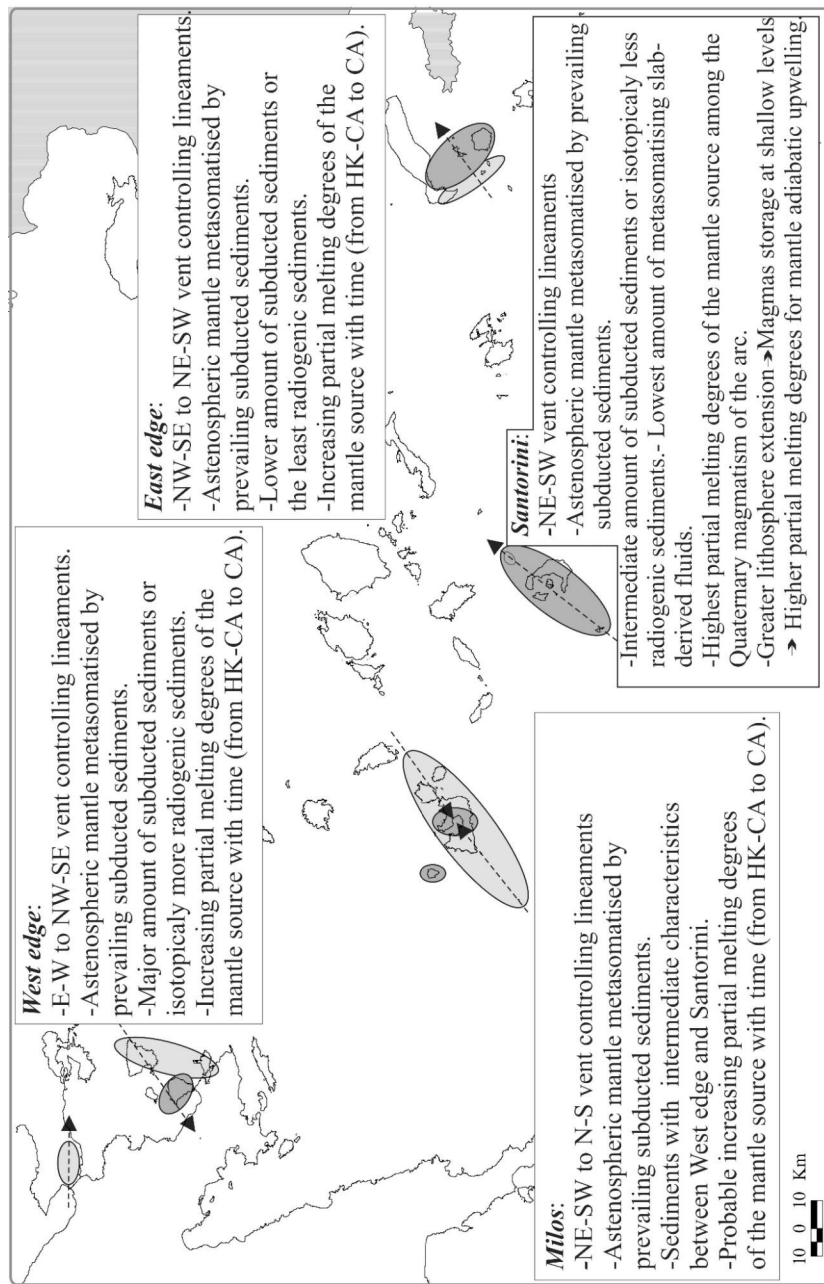 West edge:
-E-W to NW-SE vent controlling lineaments.
-Astenospheric mantle metasomatised by
prevailing subducted sediments.
-Major amount of subducted sediments or
isotopicaly more radiogenic sediments.
-Increasing partial melting degrees of the
mantle source with time (from HK-CA to CA).
East edge:
-NW-SE to NE-SW vent controlling lineaments.
-Astenospheric mantle metasomatised by
prevailing subducted sediments.
-Lower amount of subducted sediments or
the least radiogenic sediments.
-Increasing partial melting degrees of the
mantle source with time (from HK-CA to CA).
Milos:
-NE-SW to N-S vent controlling lineaments
-Astenospheric mantle metasomatised by
prevailing subducted sediments.
-Sediments with intermediate characteristics
between West edge and Santorini.
-Probable increasing partial melting degrees
of the mantle source with time (from HK-CA to CA).
Santorini:
-NE-SW vent controlling lineaments
-Astenospheric mantle metasomatised by prevailing
subducted sediments.
-Intermediate amount of subducted sediments or isotopicaly less
radiogenic sediments.- Lowest amount of metasomatising slab-
derived fluids.
-Highest partial melting degrees of the mantle source among the
Quaternary magmatism of the arc.
-Greater lithosphere extension➔Magmas storage at shallow levels
➔ Higher partial melting degrees for mantle adiabatic upwelling.
10 0 10 Km